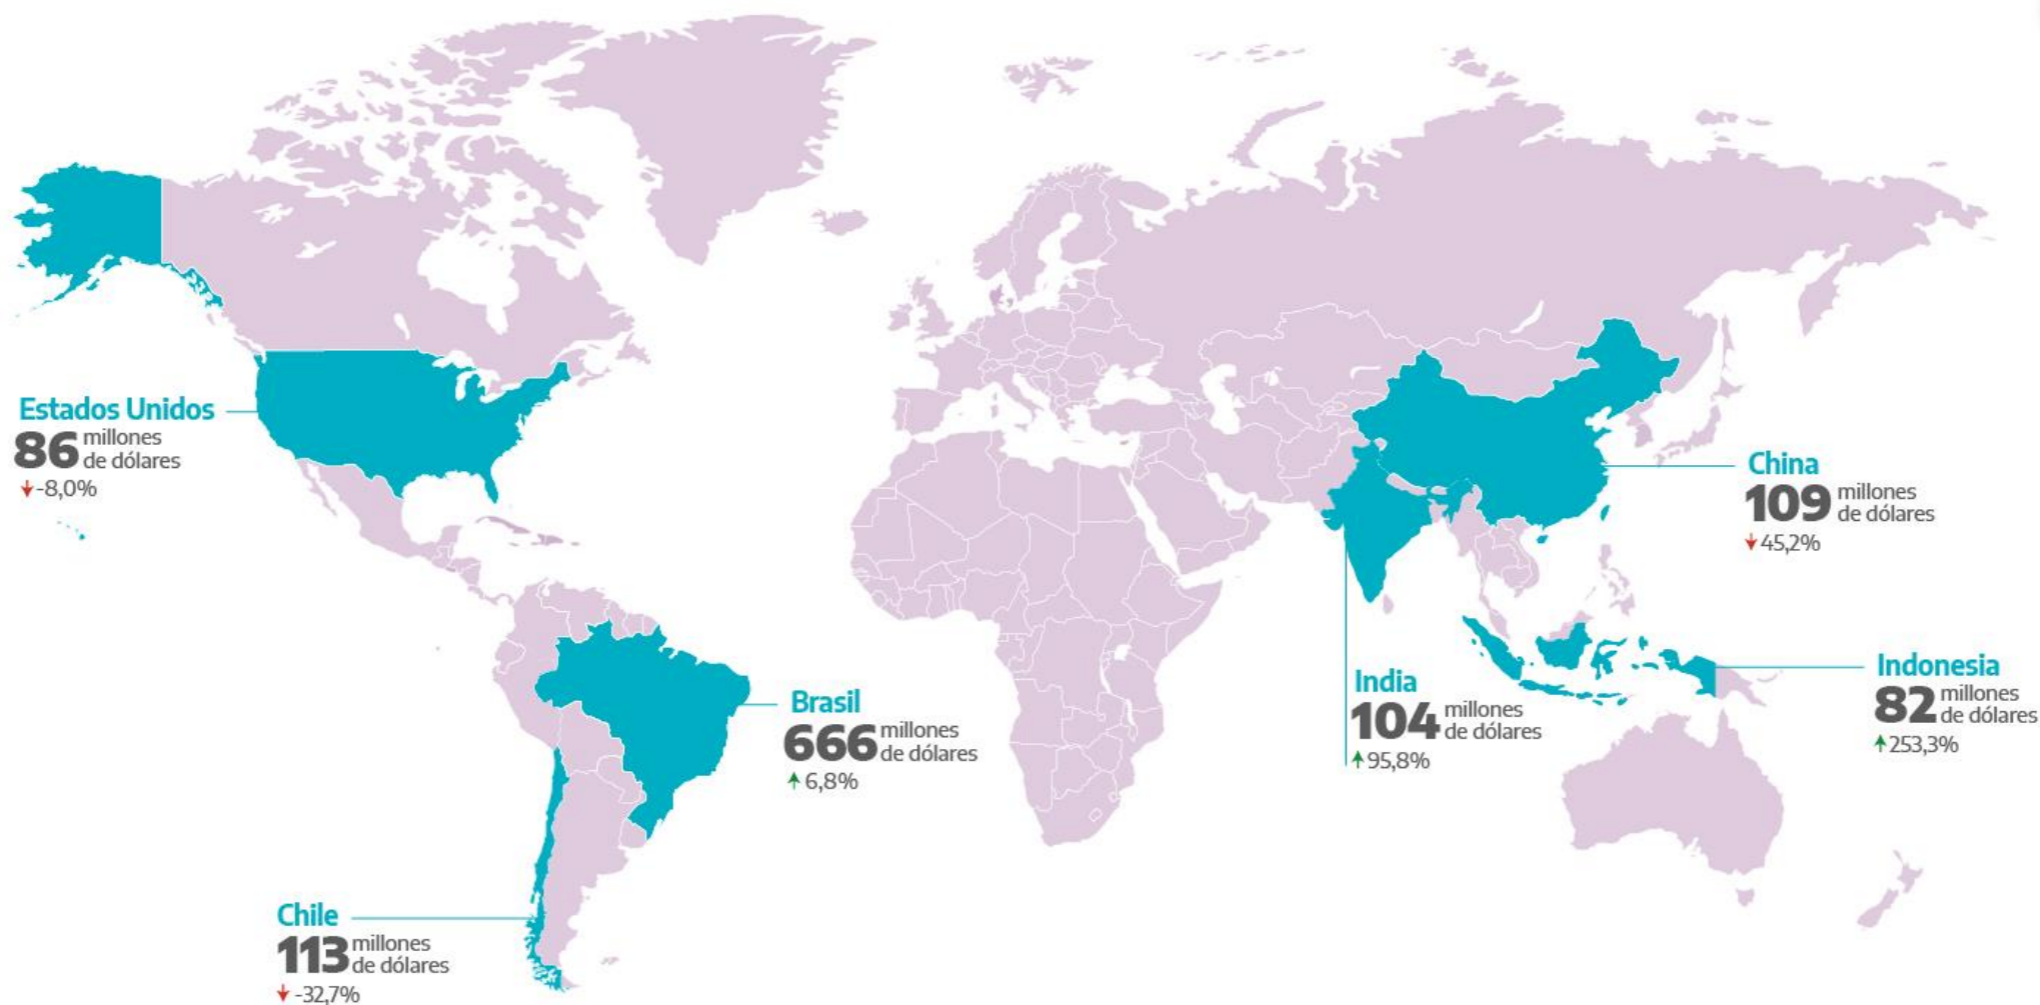 Estados Unidos
86 millones
de dólares
-8,0%
China
109 millones
de dólares
45,2%
Brasil
666 millones
de dólares
6,8%
India
104 millones
de dólares
95,8%
Indonesia
82 millones
de dólares
253,3%
Chile
113 millones
de dólares
-32,7%